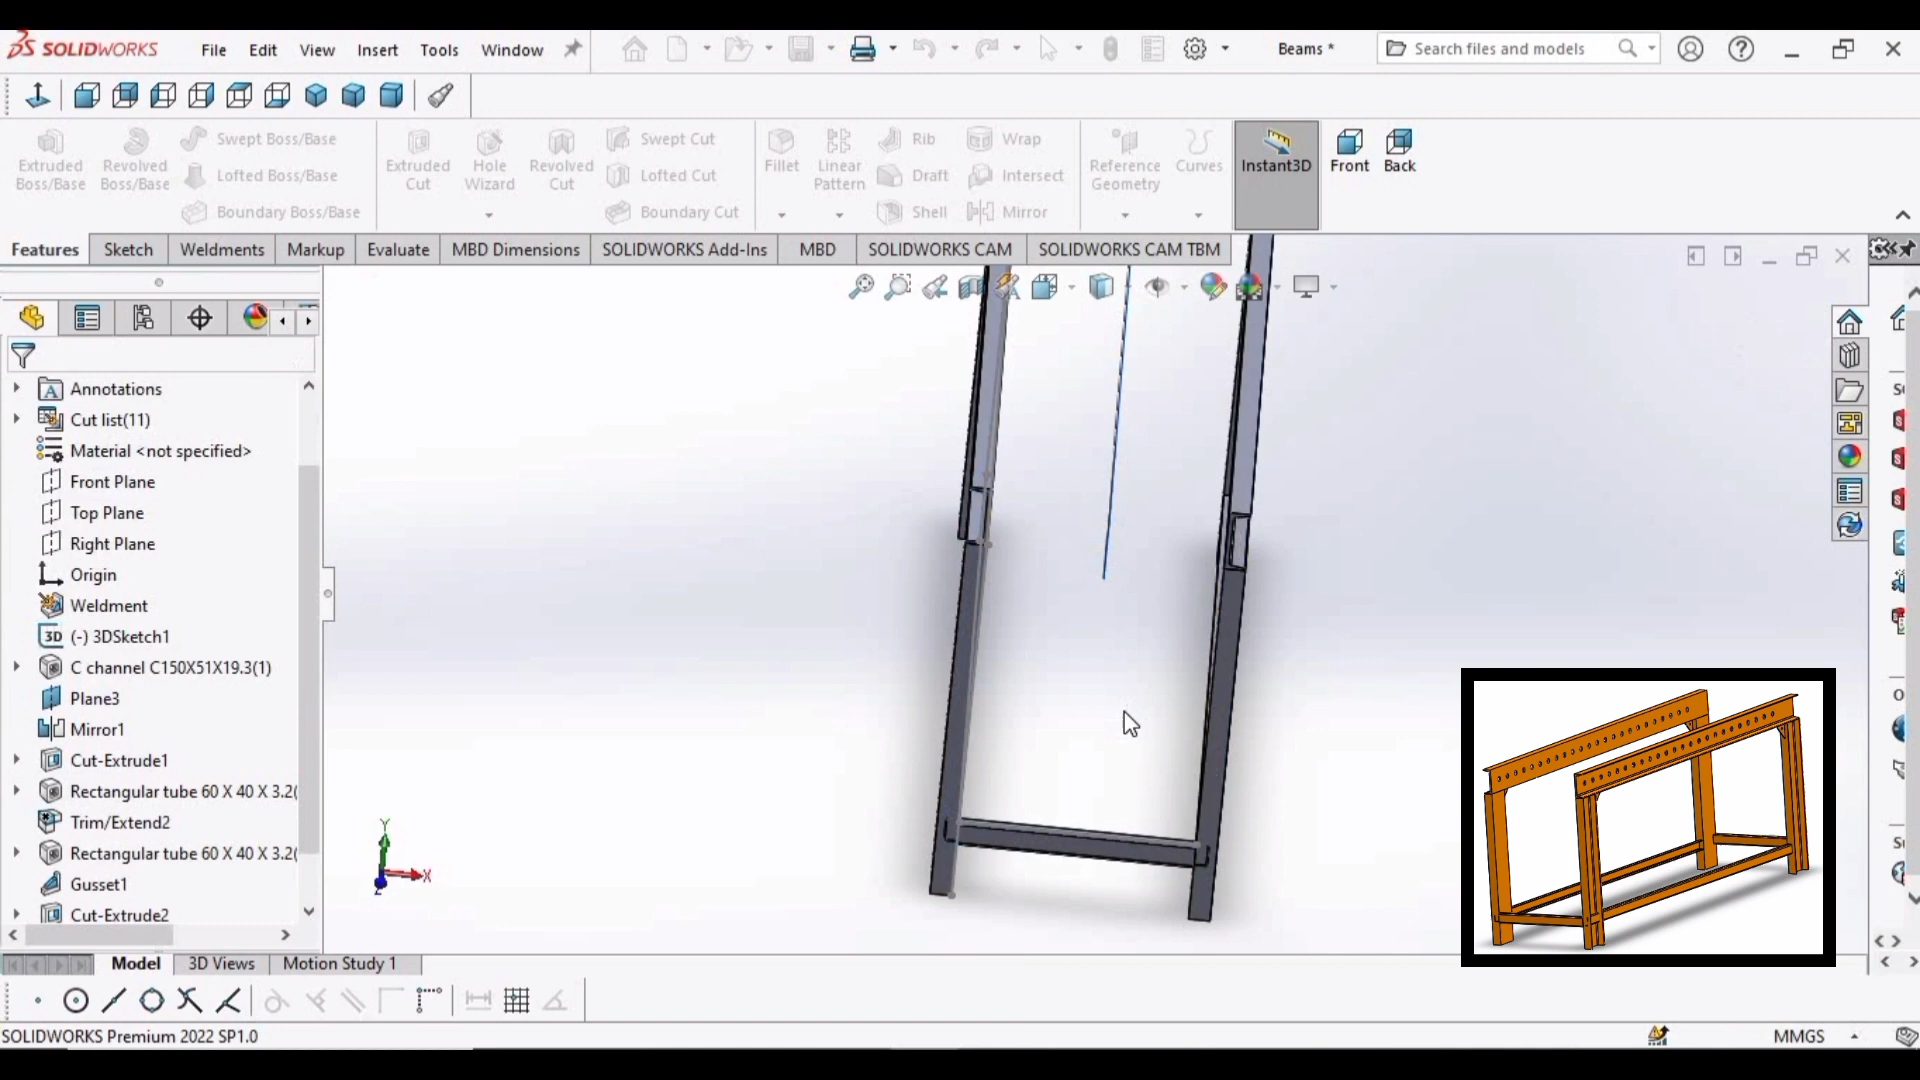 SOLIDWORKS File Edit View Insert Tools Window Beams * Search files and models
Extruded Boss/Base
Revolved Boss/Base
Swept Boss/Base
Lofted Boss/Base
Boundary Boss/Base
Extruded Cut
Hole Wizard
Revolved Cut
Swept Cut
Lofted Cut
Boundary Cut
Fillet
Linear Pattern
Rib
Draft
Shell
Wrap
Intersect
Mirror
Reference Geometry
Curves
Instant3D
Front
Back
Features Sketch Weldments Markup Evaluate MBD Dimensions SOLIDWORKS Add-Ins MBD SOLIDWORKS CAM SOLIDWORKS CAM TBM
Annotations
Cut list(11)
Material <not specified>
Front Plane
Top Plane
Right Plane
Origin
Weldment
3D (-) 3DSketch1
C channel C150X51X19.3(1)
Plane3
Mirror1
Cut-Extrude1
Rectangular tube 60 X 40 X 3.2(
Trim/Extend2
Rectangular tube 60 X 40 X 3.2(
Gusset1
Cut-Extrude2
Y
X
Z
Model 3D Views Motion Study 1
SOLIDWORKS Premium 2022 SP1.0
MMGS